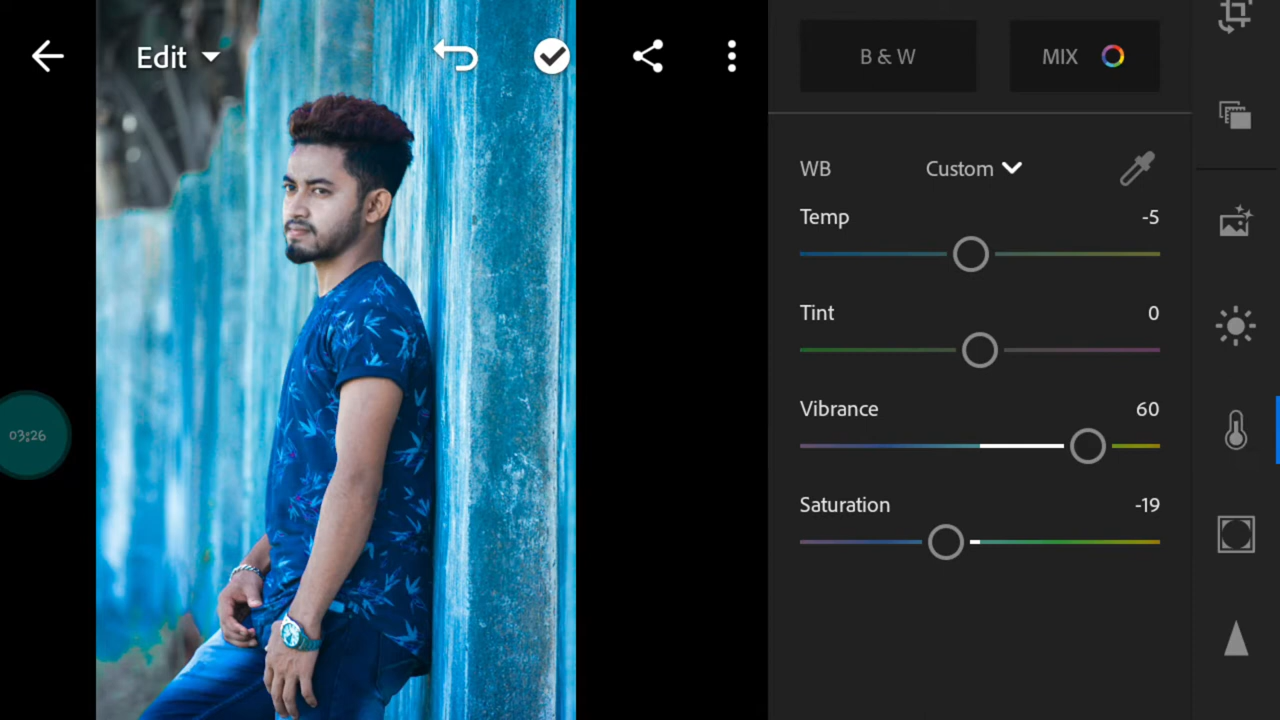 Edit
B & W
MIX
WB
Custom
Temp
-5
Tint
0
Vibrance
60
Saturation
-19
03:26